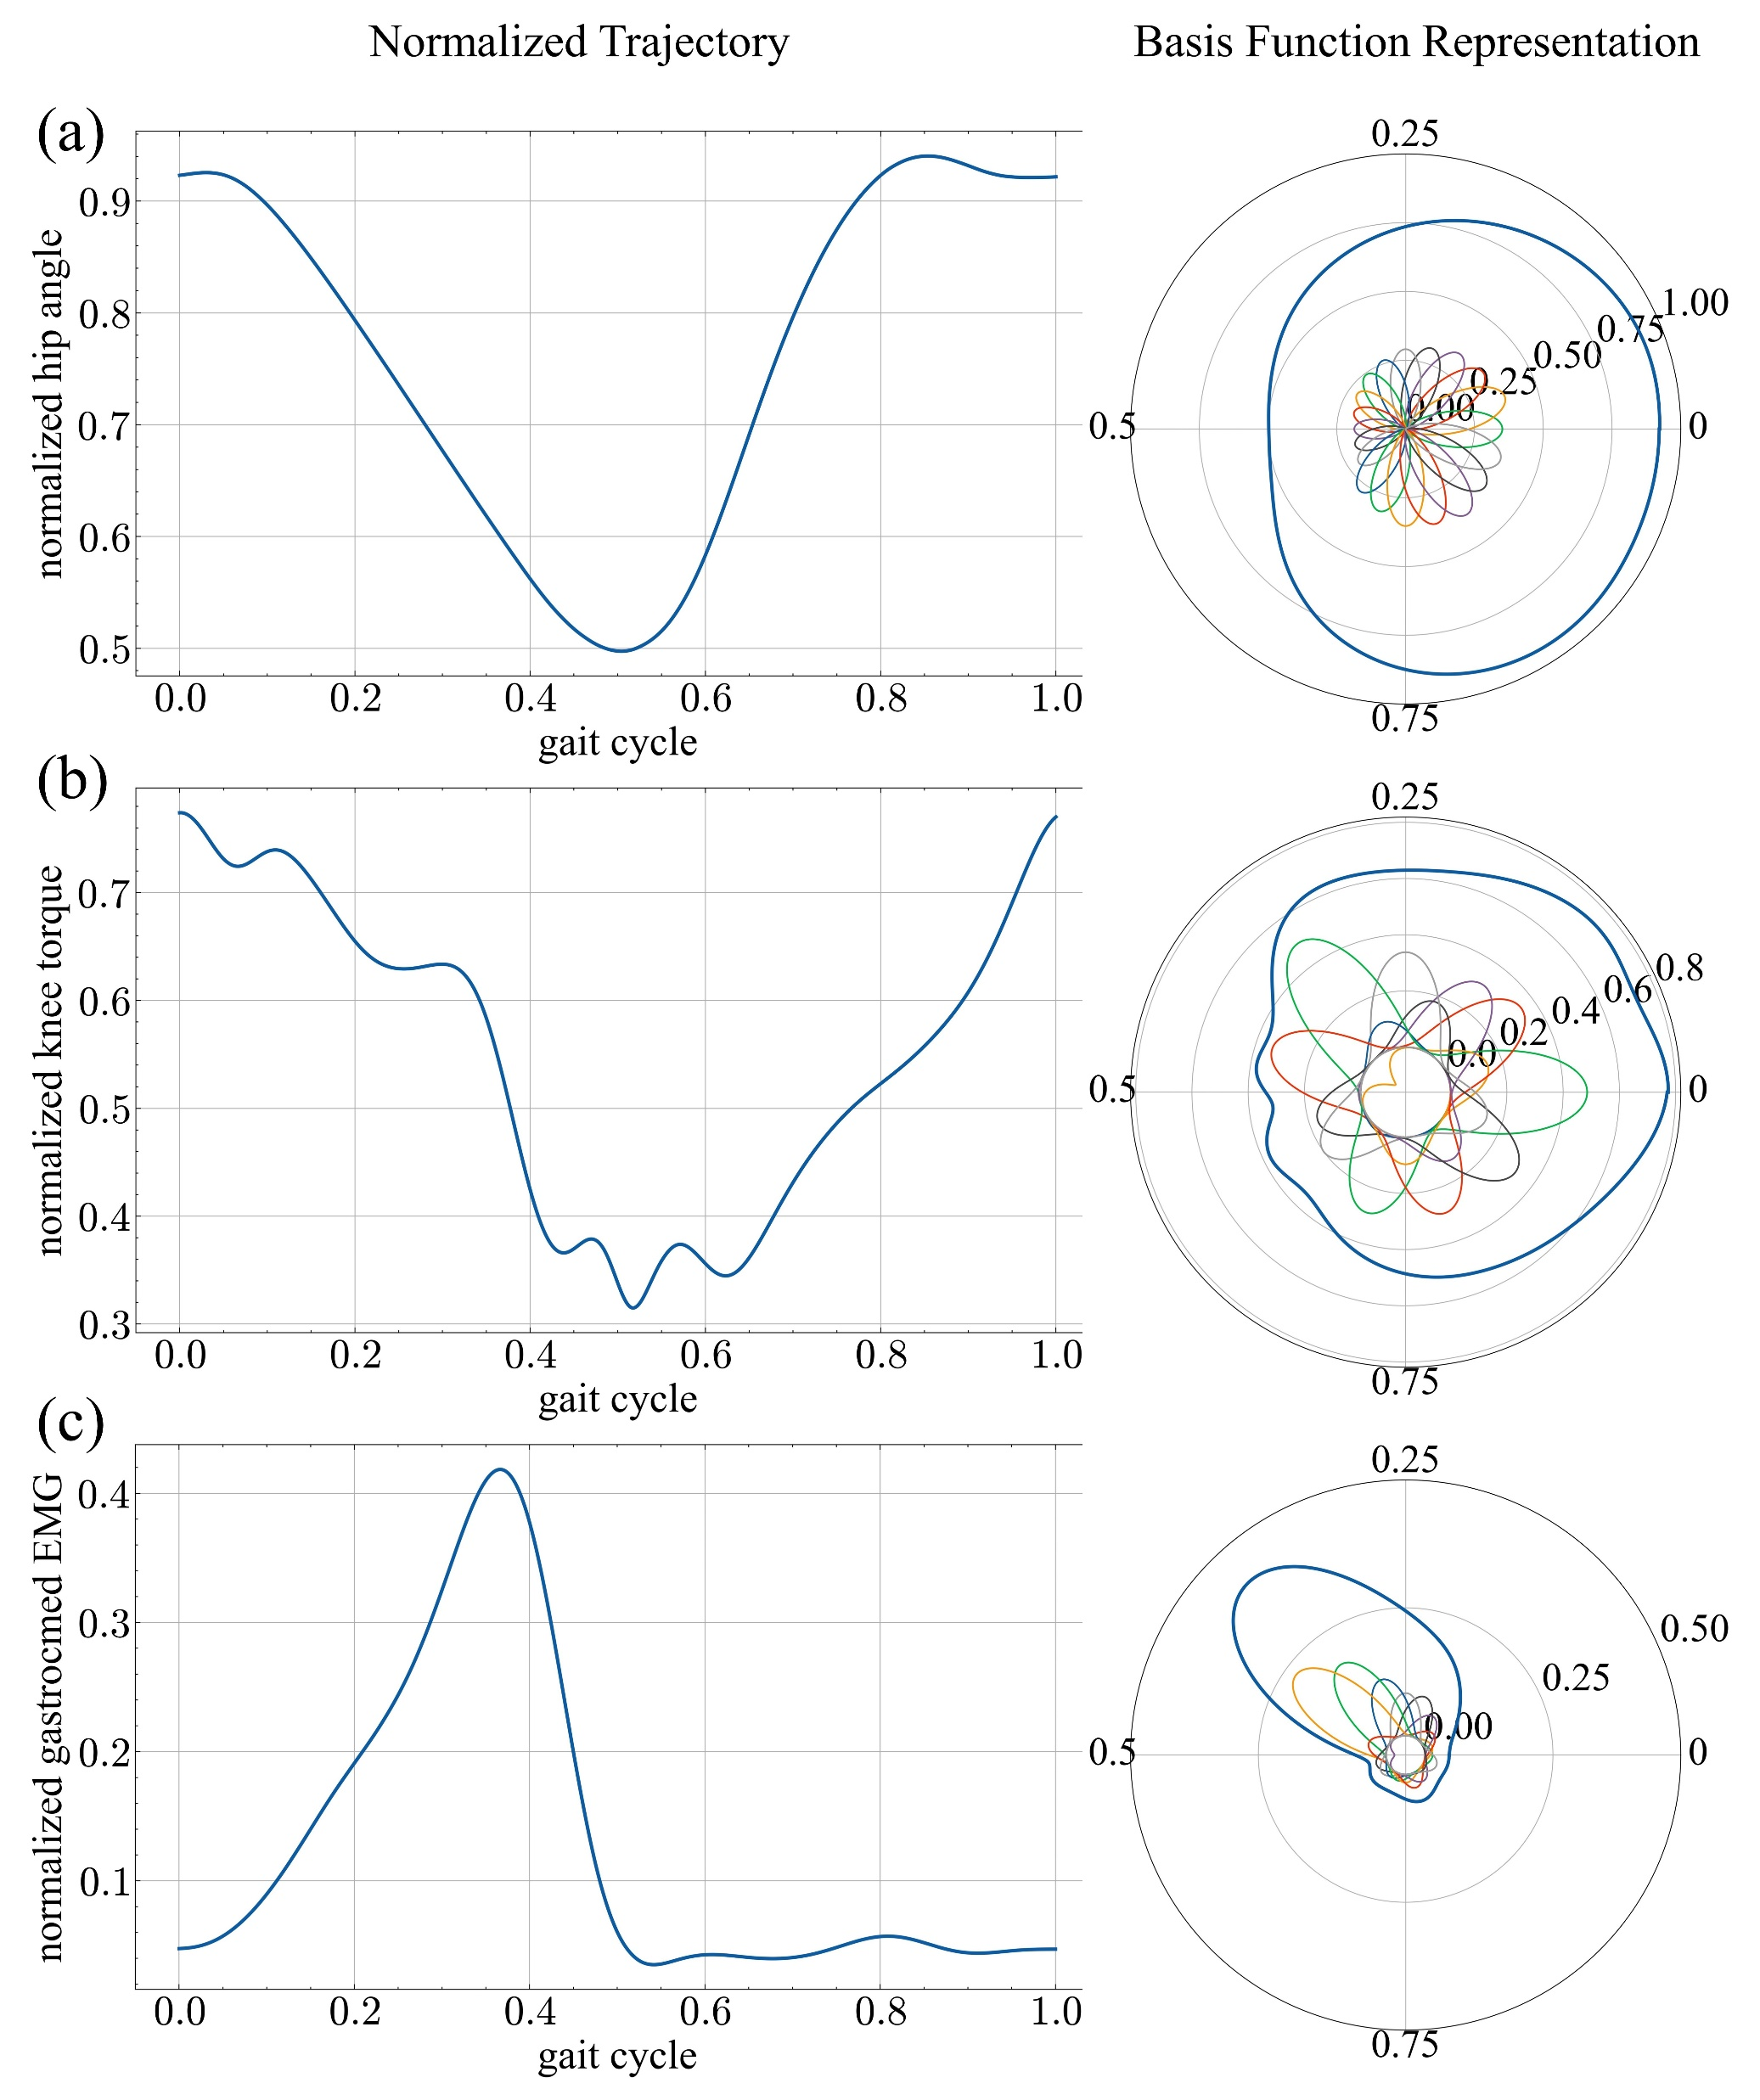 Normalized Trajectory
Basis Function Representation
(a)
normalized hip angle
0.9
0.8
0.7
0.6
0.5
0.0 0.2 0.4 0.6 0.8 1.0
gait cycle
0.25
1.00
0.75
0.50
0.25
0.00
0.5
0
0.75
(b)
normalized knee torque
0.7
0.6
0.5
0.4
0.3
0.0 0.2 0.4 0.6 0.8 1.0
gait cycle
0.25
0.8
0.6
0.4
0.2
0.0
0.5
0
0.75
(c)
normalized gastrocmed EMG
0.4
0.3
0.2
0.1
0.0 0.2 0.4 0.6 0.8 1.0
gait cycle
0.25
0.50
0.25
0.00
0.5
0
0.75